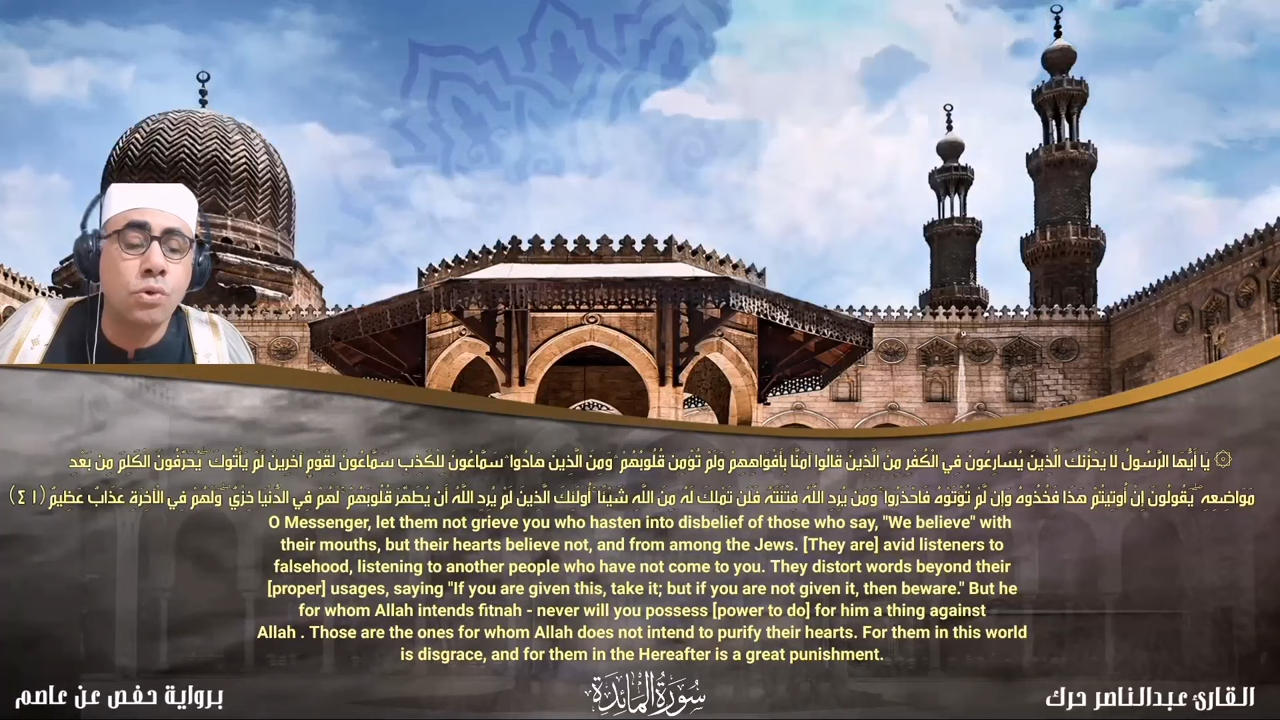 ۞ يَا أَيُّهَا الرَّسُولُ لَا يَحْزُنْكَ الَّذِينَ يُسَارِعُونَ فِي الْكُفْرِ مِنَ الَّذِينَ قَالُوا آمَنَّا بِأَفْوَاهِهِمْ وَلَمْ تُؤْمِنْ قُلُوبُهُمْ ۛ وَمِنَ الَّذِينَ هَادُوا ۛ سَمَّاعُونَ لِلْكَذِبِ سَمَّاعُونَ لِقَوْمٍ آخَرِينَ لَمْ يَأْتُوكَ ۖ يُحَرِّفُونَ الْكَلِمَ مِنْ بَعْدِ
مَوَاضِعِهِ ۖ يَقُولُونَ إِنْ أُوتِيتُمْ هَٰذَا فَخُذُوهُ وَإِنْ لَمْ تُؤْتَوْهُ فَاحْذَرُوا ۚ وَمَنْ يُرِدِ اللَّهُ فِتْنَتَهُ فَلَنْ تَمْلِكَ لَهُ مِنَ اللَّهِ شَيْئًا ۚ أُولَٰئِكَ الَّذِينَ لَمْ يُرِدِ اللَّهُ أَنْ يُطَهِّرَ قُلُوبَهُمْ ۚ لَهُمْ فِي الدُّنْيَا خِزْيٌ ۖ وَلَهُمْ فِي الْآخِرَةِ عَذَابٌ عَظِيمٌ (٤١)
O Messenger, let them not grieve you who hasten into disbelief of those who say, "We believe" with
their mouths, but their hearts believe not, and from among the Jews. [They are] avid listeners to
falsehood, listening to another people who have not come to you. They distort words beyond their
[proper] usages, saying "If you are given this, take it; but if you are not given it, then beware." But he
for whom Allah intends fitnah - never will you possess [power to do] for him a thing against
Allah . Those are the ones for whom Allah does not intend to purify their hearts. For them in this world
is disgrace, and for them in the Hereafter is a great punishment.
القارئ عبدالناصر حرك
سُورَةُ الْمَائِدَةِ
برواية حفص عن عاصم